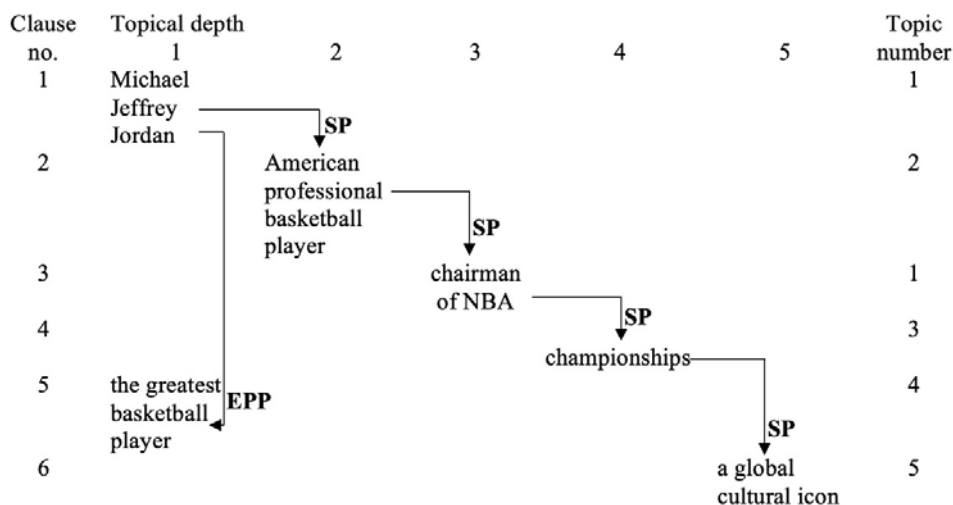 Clause Topical depth Topic
no. 1 2 3 4 5 number
1 Michael 1
Jeffrey
SP
Jordan
2 American 2
professional
basketball
SP
player
3 chairman 1
of NBA
SP
4 3
championships
5 the greatest 4
EPP
basketball
SP
player
6 a global 5
cultural icon